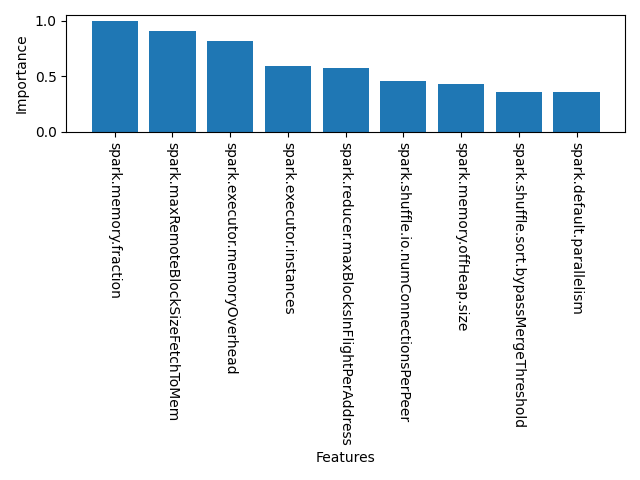 1.0
0.5
0.0
Importance
spark.memory.fraction
spark.maxRemoteBlockSizeFetchToMem
spark.executor.memoryOverhead
spark.executor.instances
spark.reducer.maxBlocksInFlightPerAddress
spark.shuffle.io.numConnectionsPerPeer
spark.memory.offHeap.size
spark.shuffle.sort.bypassMergeThreshold
spark.default.parallelism
Features